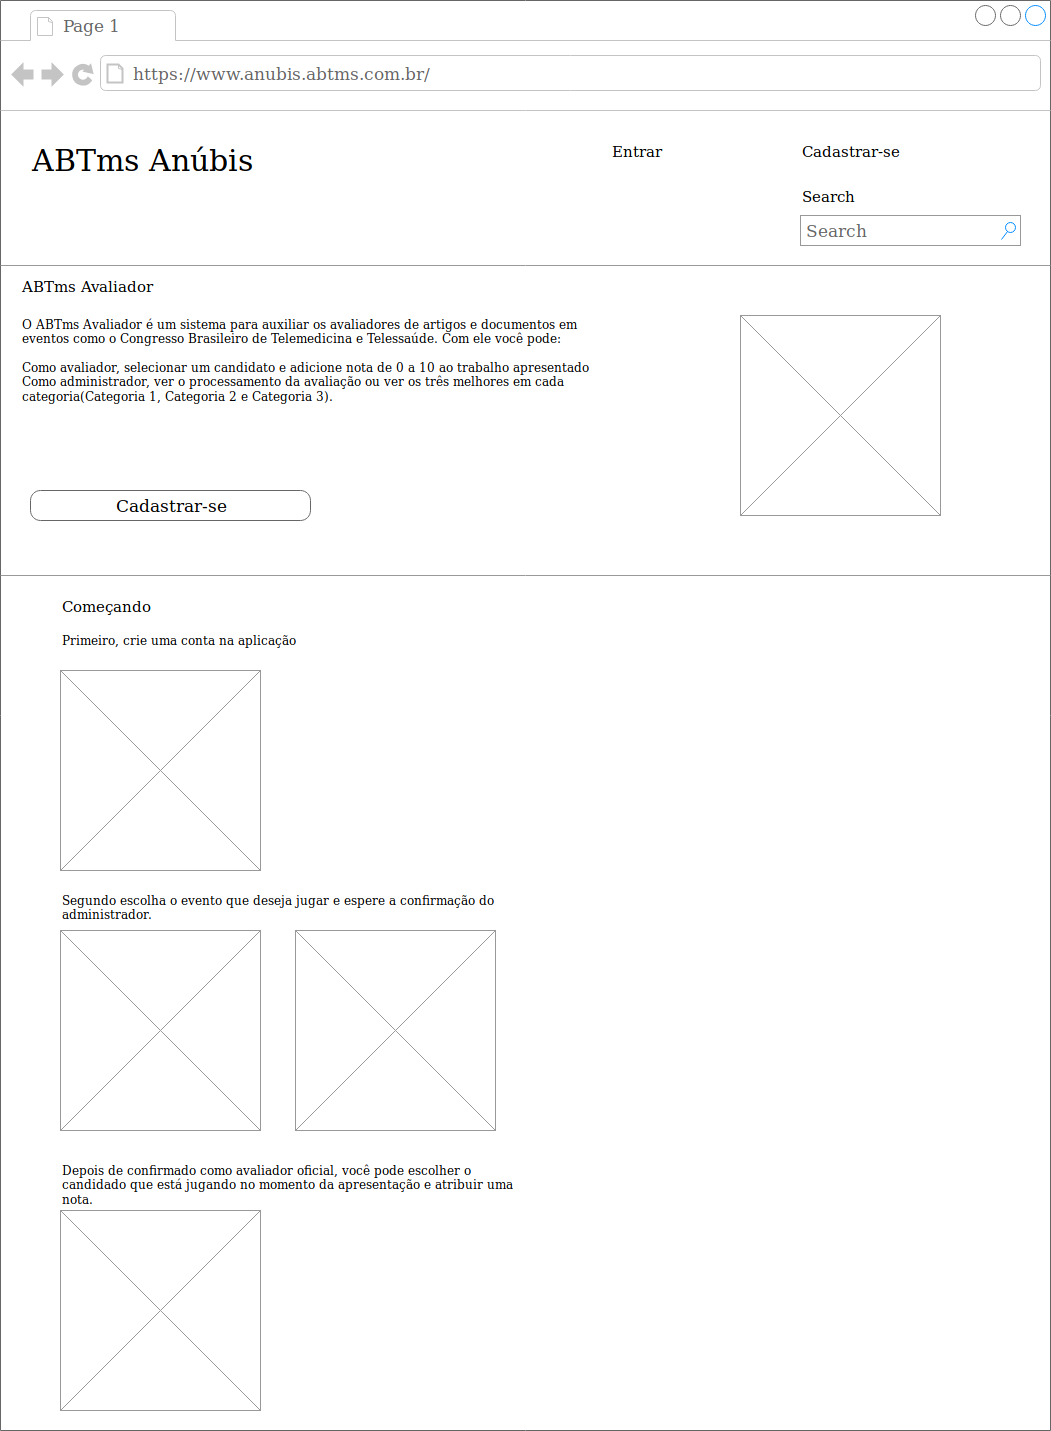 Page 1
https://www.anubis.abtms.com.br/
ABTms Anúbis
Entrar
Cadastrar-se
Search
Search
ABTms Avaliador
O ABTms Avaliador é um sistema para auxiliar os avaliadores de artigos e documentos em
eventos como o Congresso Brasileiro de Telemedicina e Telessaúde. Com ele você pode:
Como avaliador, selecionar um candidato e adicione nota de 0 a 10 ao trabalho apresentado
Como administrador, ver o processamento da avaliação ou ver os três melhores em cada
categoria(Categoria 1, Categoria 2 e Categoria 3).
Cadastrar-se
Começando
Primeiro, crie uma conta na aplicação
Segundo escolha o evento que deseja jugar e espere a confirmação do
administrador.
Depois de confirmado como avaliador oficial, você pode escolher o
candidado que está jugando no momento da apresentação e atribuir uma
nota.